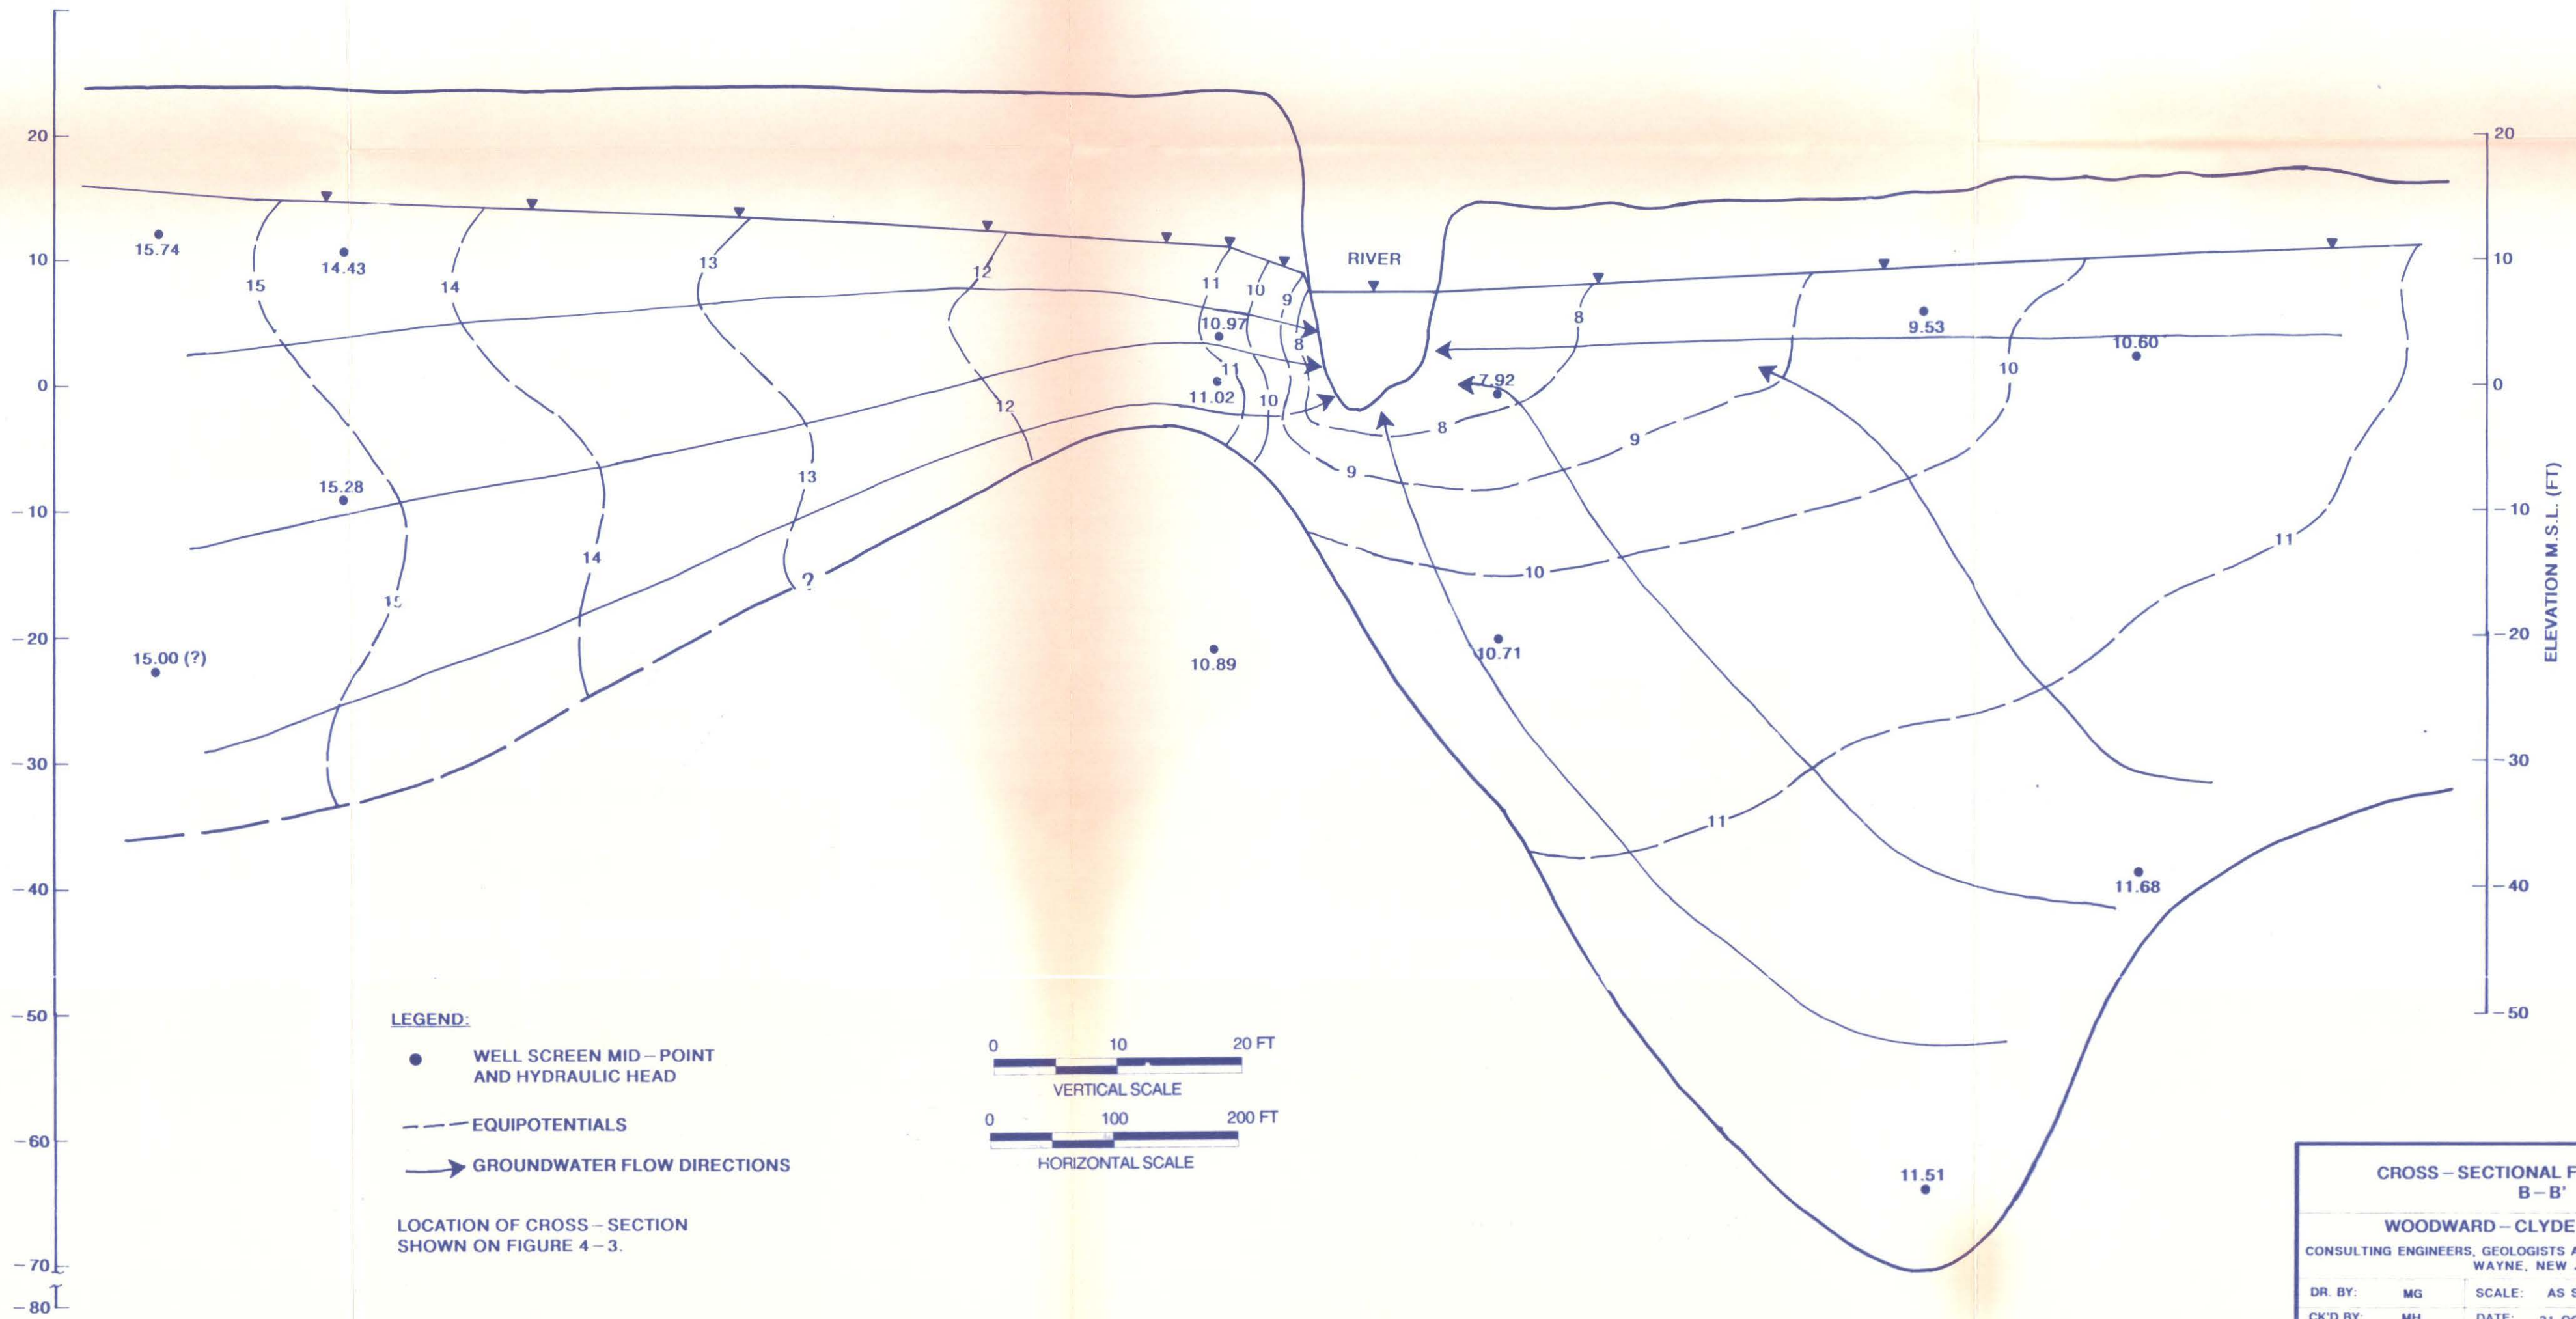 20
10
0
-10
-20
-30
-40
-50
-60
-70
-80
15.74
14.43
15.28
15.00 (?)
15
14
13
12
11
10
9
8
15
14
13
12
11
10
?
10.97
11.02
10.89
RIVER
7.92
10.71
9.53
10.60
11.68
11.51
8
8
9
9
10
10
11
11
20
10
0
-10
-20
-30
-40
-50
ELEVATION M.S.L. (FT)
LEGEND:
WELL SCREEN MID-POINT
AND HYDRAULIC HEAD
EQUIPOTENTIALS
GROUNDWATER FLOW DIRECTIONS
LOCATION OF CROSS-SECTION
SHOWN ON FIGURE 4-3.
0 10 20 FT
VERTICAL SCALE
0 100 200 FT
HORIZONTAL SCALE
CROSS-SECTIONAL F
B-B'
WOODWARD-CLYDE
CONSULTING ENGINEERS, GEOLOGISTS A
WAYNE, NEW
DR. BY: MG SCALE: AS S
CK'D BY: MH DATE: